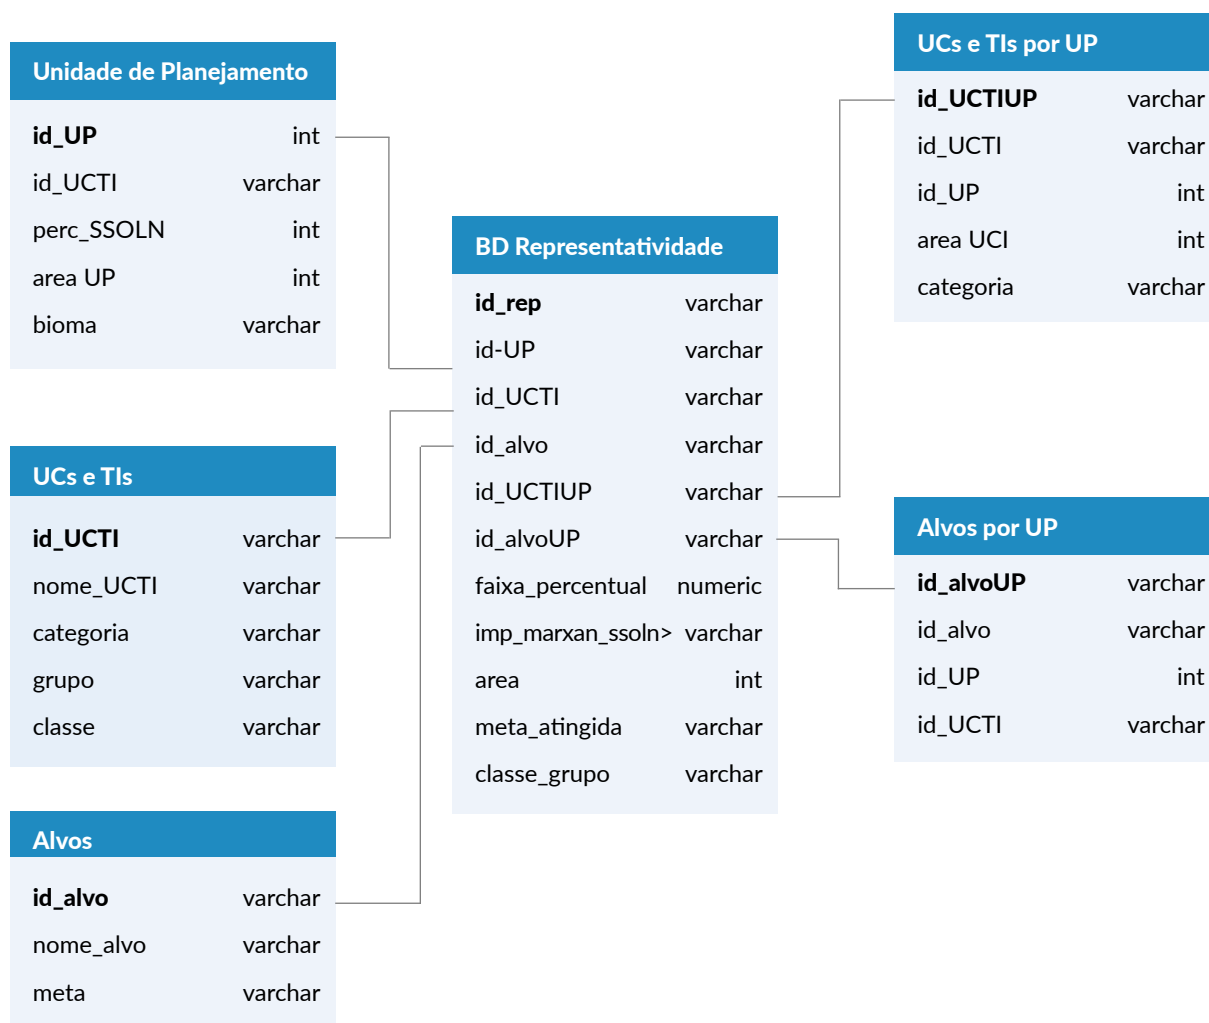 Unidade de Planejamento
id_UP int
id_UCTI varchar
perc_SSOLN int
area UP int
bioma varchar
UCs e TIs
id_UCTI varchar
nome_UCTI varchar
categoria varchar
grupo varchar
classe varchar
Alvos
id_alvo varchar
nome_alvo varchar
meta varchar
BD Representatividade
id_rep varchar
id-UP varchar
id_UCTI varchar
id_alvo varchar
id_UCTIUP varchar
id_alvoUP varchar
faixa_percentual numeric
imp_marxan_ssoln> varchar
area int
meta_atingida varchar
classe_grupo varchar
UCs e TIs por UP
id_UCTIUP varchar
id_UCTI varchar
id_UP int
area UCI int
categoria varchar
Alvos por UP
id_alvoUP varchar
id_alvo varchar
id_UP int
id_UCTI varchar